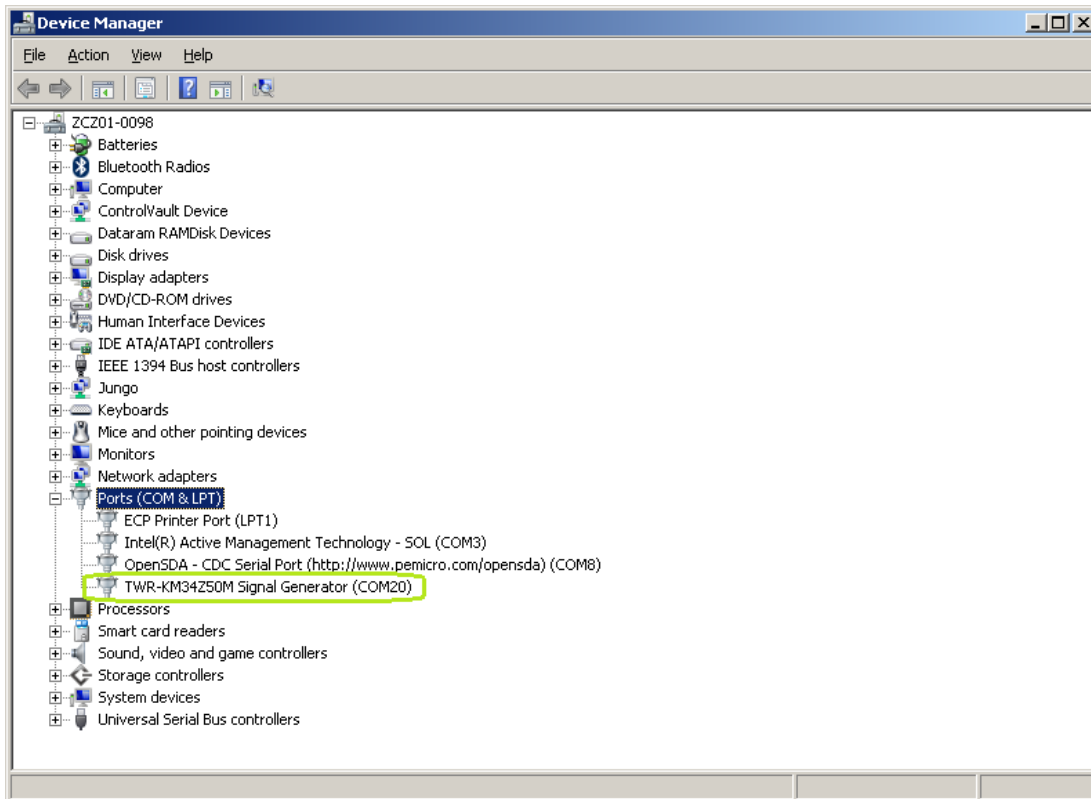 Device Manager
File Action View Help
ZCZ01-0098
Batteries
Bluetooth Radios
Computer
ControlVault Device
Dataram RAMDisk Devices
Disk drives
Display adapters
DVD/CD-ROM drives
Human Interface Devices
IDE ATA/ATAPI controllers
IEEE 1394 Bus host controllers
Jungo
Keyboards
Mice and other pointing devices
Monitors
Network adapters
Ports (COM & LPT)
ECP Printer Port (LPT1)
Intel(R) Active Management Technology - SOL (COM3)
OpenSDA - CDC Serial Port (http://www.pemicro.com/opensda) (COM8)
TWR-KM34Z50M Signal Generator (COM20)
Processors
Smart card readers
Sound, video and game controllers
Storage controllers
System devices
Universal Serial Bus controllers